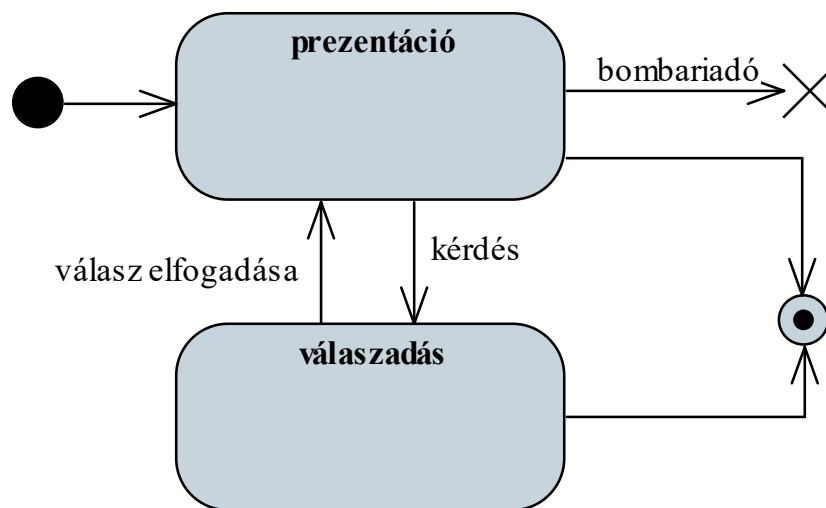 prezentáció
bombariadó
kérdés
válasz elfogadása
válaszadás